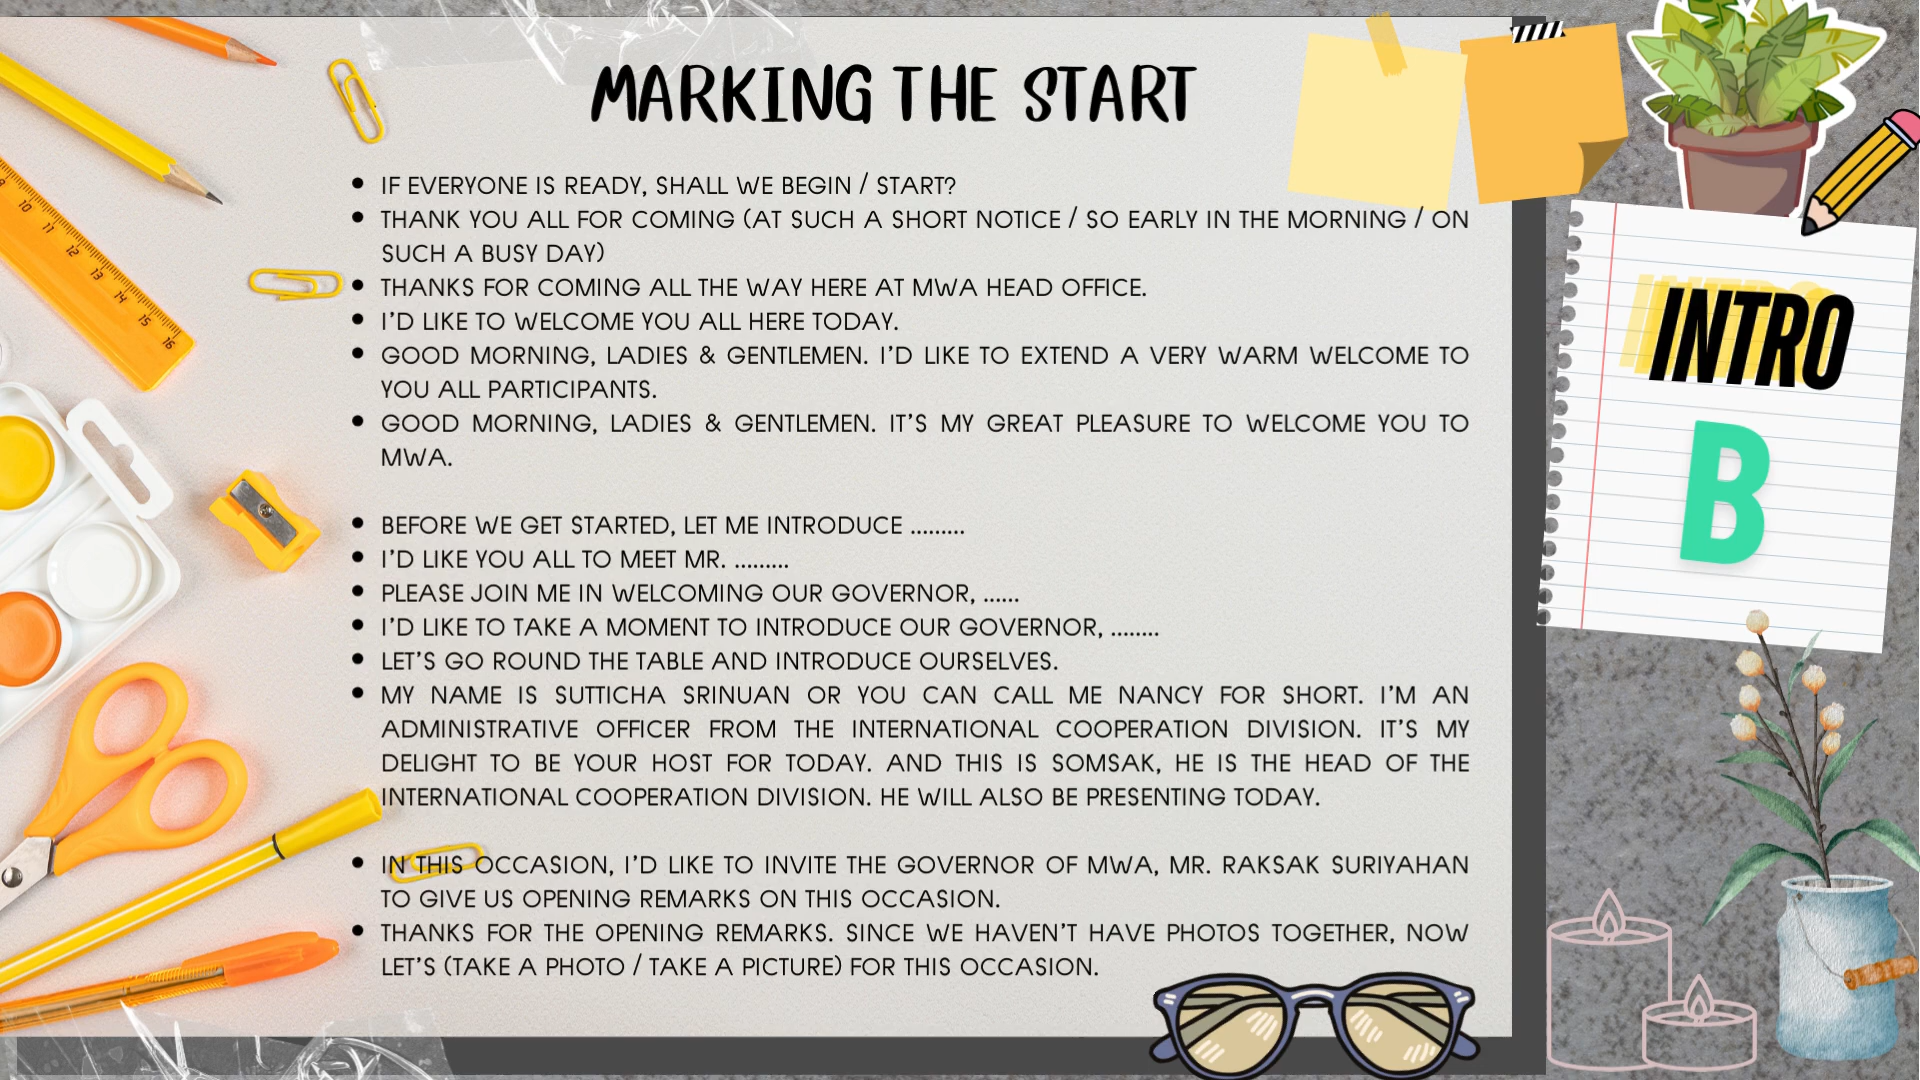 MARKING THE START
• IF EVERYONE IS READY, SHALL WE BEGIN / START?
• THANK YOU ALL FOR COMING (AT SUCH A SHORT NOTICE / SO EARLY IN THE MORNING / ON
SUCH A BUSY DAY)
• THANKS FOR COMING ALL THE WAY HERE AT MWA HEAD OFFICE.
• I'D LIKE TO WELCOME YOU ALL HERE TODAY.
• GOOD MORNING, LADIES & GENTLEMEN. I'D LIKE TO EXTEND A VERY WARM WELCOME TO
YOU ALL PARTICIPANTS.
• GOOD MORNING, LADIES & GENTLEMEN. IT'S MY GREAT PLEASURE TO WELCOME YOU TO
MWA.
• BEFORE WE GET STARTED, LET ME INTRODUCE .........
• I'D LIKE YOU ALL TO MEET MR. .........
• PLEASE JOIN ME IN WELCOMING OUR GOVERNOR, ......
• I'D LIKE TO TAKE A MOMENT TO INTRODUCE OUR GOVERNOR, ........
• LET'S GO ROUND THE TABLE AND INTRODUCE OURSELVES.
• MY NAME IS SUTTICHA SRINUAN OR YOU CAN CALL ME NANCY FOR SHORT. I'M AN
ADMINISTRATIVE OFFICER FROM THE INTERNATIONAL COOPERATION DIVISION. IT'S MY
DELIGHT TO BE YOUR HOST FOR TODAY. AND THIS IS SOMSAK, HE IS THE HEAD OF THE
INTERNATIONAL COOPERATION DIVISION. HE WILL ALSO BE PRESENTING TODAY.
• IN THIS OCCASION, I'D LIKE TO INVITE THE GOVERNOR OF MWA, MR. RAKSAK SURIYAHAN
TO GIVE US OPENING REMARKS ON THIS OCCASION.
• THANKS FOR THE OPENING REMARKS. SINCE WE HAVEN'T HAVE PHOTOS TOGETHER, NOW
LET'S (TAKE A PHOTO / TAKE A PICTURE) FOR THIS OCCASION.
INTRO
B
10
11
12
13
14
15
16